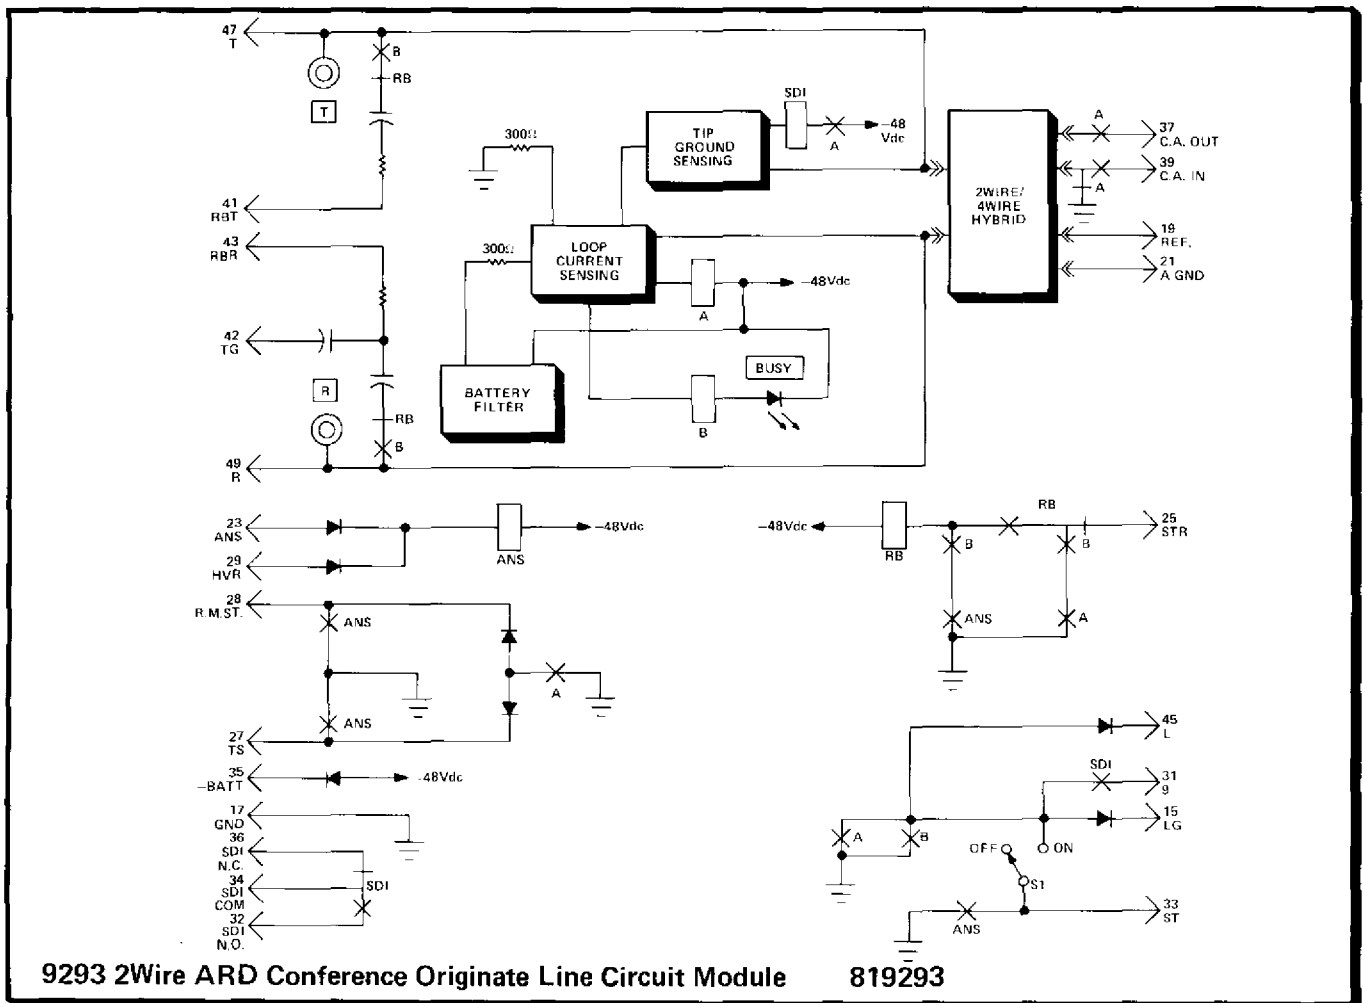 47
T
B
RB
T
41
RBT
43
RBR
42
TG
R
RB
B
49
R
300Ω
300Ω
TIP
GROUND
SENSING
SDI
A
-48
Vdc
LOOP
CURRENT
SENSING
A
-48Vdc
BATTERY
FILTER
BUSY
B
2WIRE/
4WIRE
HYBRID
A
37
C.A. OUT
39
C.A. IN
A
19
REF.
21
A GND
23
ANS
29
HVR
ANS
-48Vdc
28
R.M.ST.
ANS
ANS
A
27
TS
35
-BATT
-48Vdc
17
GND
36
SDI
N.C.
34
SDI
COM
32
SDI
N.O.
SDI
-48Vdc
RB
RB
B
B
ANS
A
25
STR
45
L
SDI
31
9
15
LG
A
B
OFF
ON
S1
ANS
33
ST
9293 2Wire ARD Conference Originate Line Circuit Module 819293